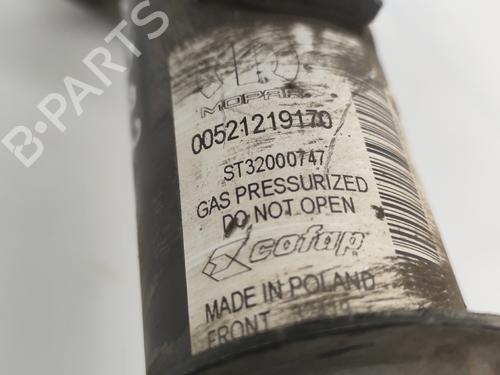 MOPAR
00521219170
ST32000747
GAS PRESSURIZED
DO NOT OPEN
cofap
MADE IN POLAND
FRONT
B-PARTS